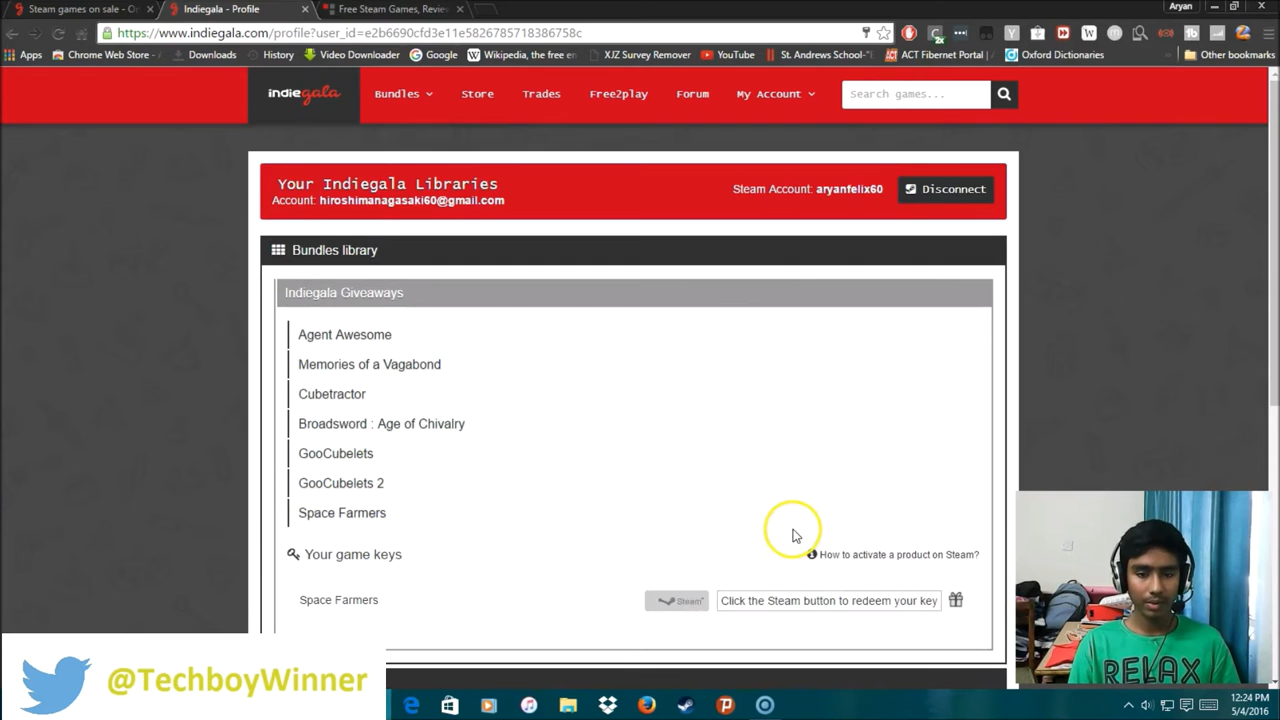 Steam games on sale - O
Indiegala - Profile
Free Steam Games, Revie
Aryan
https://www.indiegala.com/profile?user_id=e2b6690cfd3e11e5826785718386758c
Apps
Chrome Web Store -
Downloads
History
Video Downloader
Google
Wikipedia, the free en
XJZ Survey Remover
YouTube
St. Andrews School-"E
ACT Fibernet Portal
Oxford Dictionaries
Other bookmarks
indiegala
Bundles
Store
Trades
Free2play
Forum
My Account
Search games...
Your Indiegala Libraries
Account: hiroshimanagasaki60@gmail.com
Steam Account: aryanfelix60
Disconnect
Bundles library
Indiegala Giveaways
Agent Awesome
Memories of a Vagabond
Cubetractor
Broadsword : Age of Chivalry
GooCubelets
GooCubelets 2
Space Farmers
Your game keys
How to activate a product on Steam?
Space Farmers
Steam
Click the Steam button to redeem your key
RELAX
@TechboyWinner
12:24 PM
5/4/2016